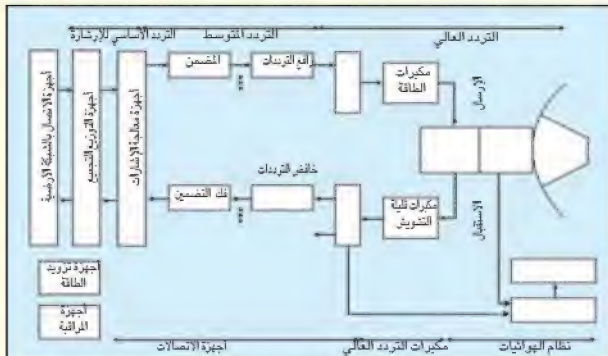 التردد العالي
التردد المتوسط
التردد الأساسي للإشارة
أجهزة الاتصال بالشبكة الأرضية
أجهزة التوزيع التجميع
أجهزة معالجة الإشارات
المضمن
رافع الترددات
مكبرات
الطاقة
الإرسال
خافض الترددات
فك التضمين
مكبرات قليلة
التشويش
الاستقبال
أجهزة تزويد
الطاقة
أجهزة
المراقبة
نظام الهوائيات
مكبرات التردد العالي
أجهزة الاتصالات